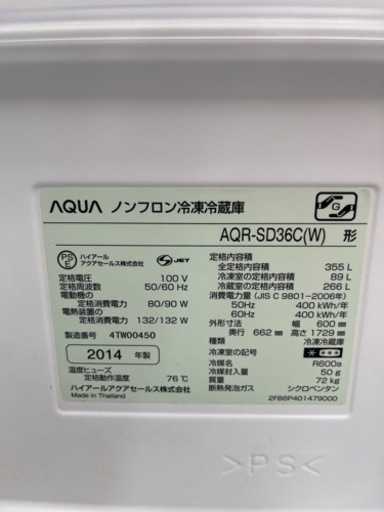 AQUA ノンフロン冷凍冷蔵庫
AQR-SD36C(W) 形
PS
E
ハイアール
アクアセールス株式会社
S JET
定格電圧 100 V
定格周波数 50/60 Hz
電動機の
定格消費電力 80/90 W
電熱装置の
定格消費電力 132/132 W
製造番号 4TW00450
2014 年製
温度ヒューズ
定格動作温度 76℃
ハイアールアクアセールス株式会社
Made in Thailand
G
定格内容積
全定格内容積 355 L
冷凍室の定格内容積 89 L
冷蔵室の定格内容積 266 L
消費電力量 (JIS C 9801-2006年)
50Hz 400 kWh/年
60Hz 400 kWh/年
外形寸法 幅 600 mm
奥行 662 mm 高さ 1729 mm
種類 冷凍冷蔵庫
冷凍室の記号
冷媒名 R600a
冷媒封入量 50 g
質量 72 kg
断熱発泡ガス シクロペンタン
2FB6P401479000
>PS<